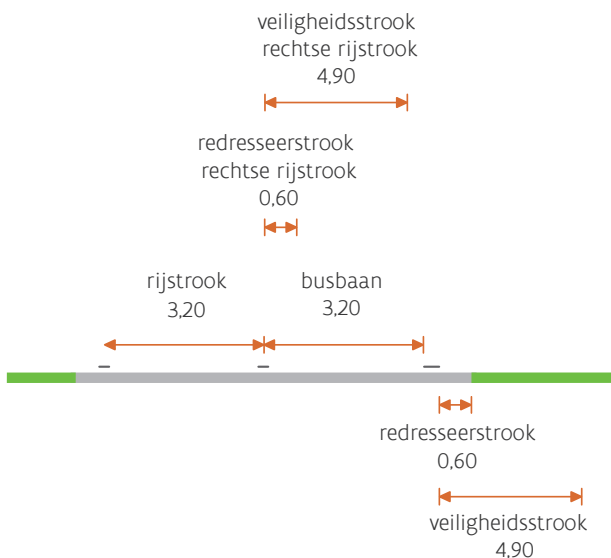 veiligheidsstrook
rechtse rijstrook
4,90
redresseerstrook
rechtse rijstrook
0,60
rijstrook
3,20
busbaan
3,20
redresseerstrook
0,60
veiligheidsstrook
4,90